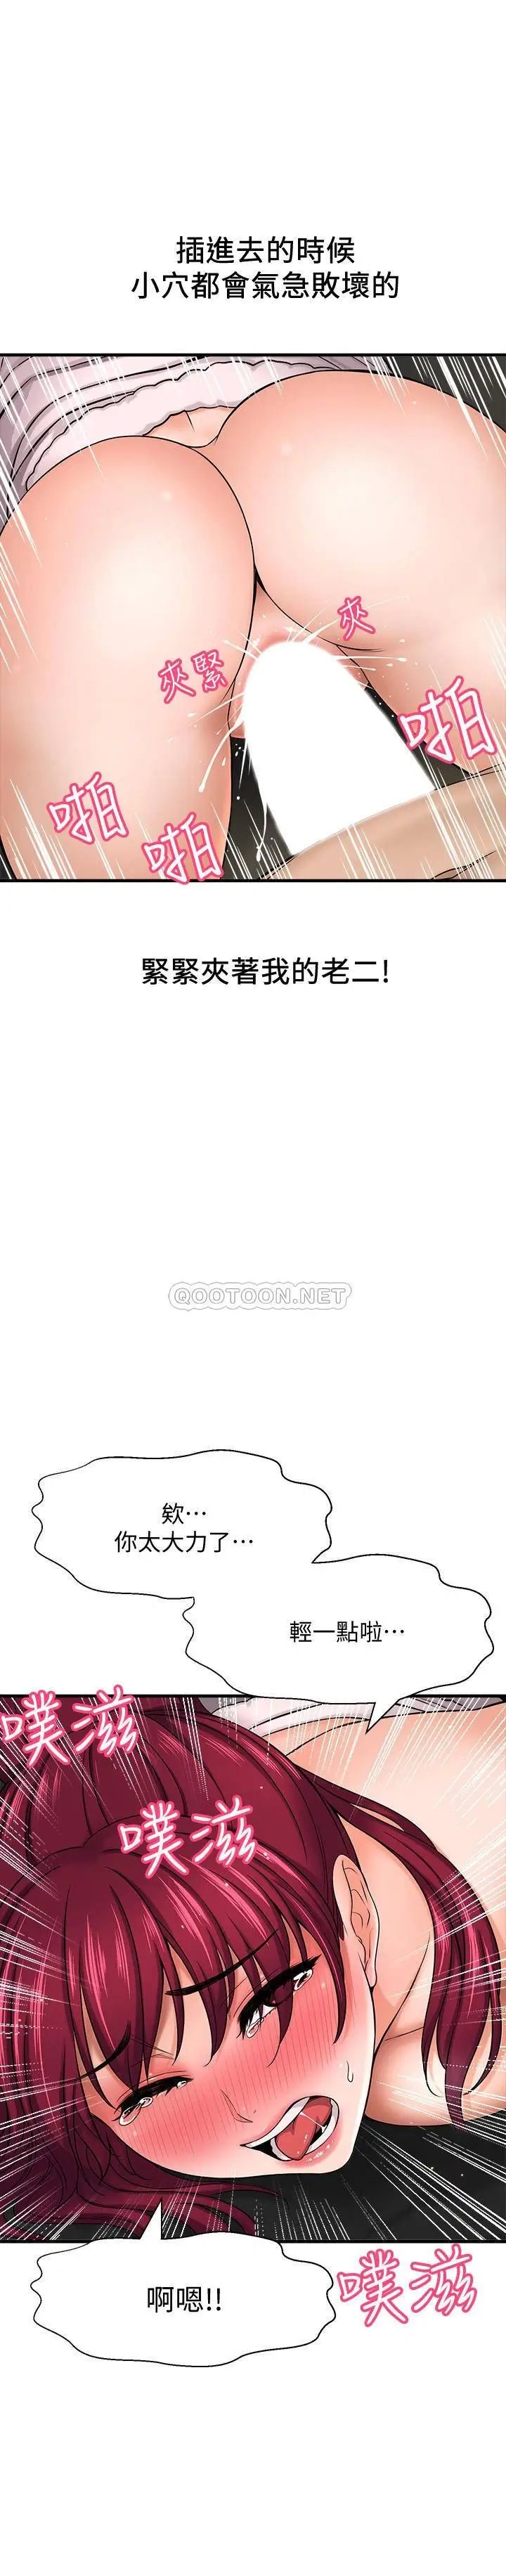 插進去的時候
小穴都會氣急敗壞的
夾
夾緊
啪
啪
啪
緊緊夾著我的老二!
QOOTOON.NET
欸…
你太大力了…
輕一點啦…
噗滋
噗滋
啊嗯!!
噗滋